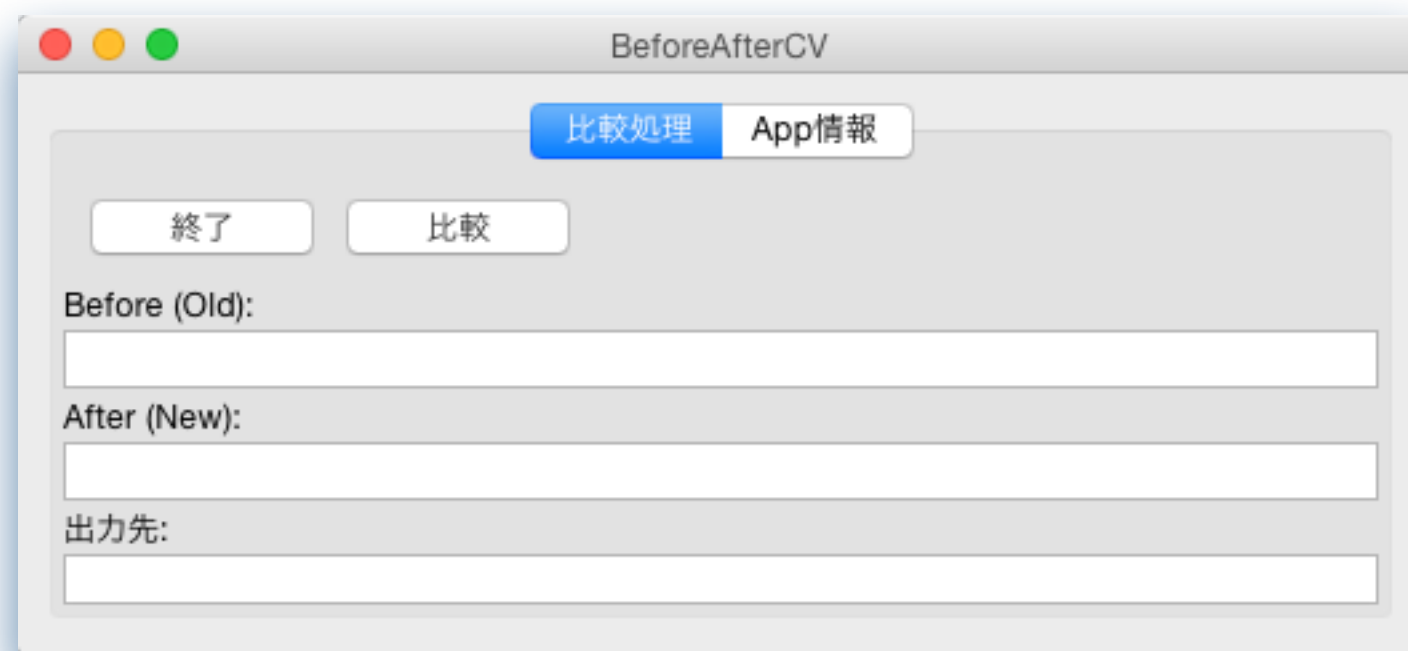 BeforeAfterCV
比較処理 App情報
終了 比較
Before (Old):
After (New):
出力先: